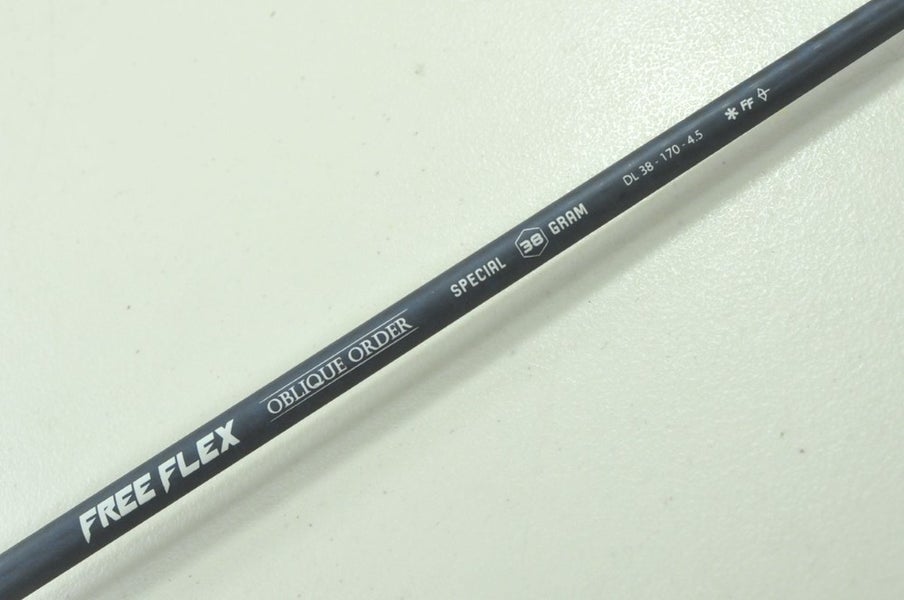 FREE FLEX OBLIQUE ORDER SPECIAL 38 GRAM DL 38 - 170 - 4.5 * FF